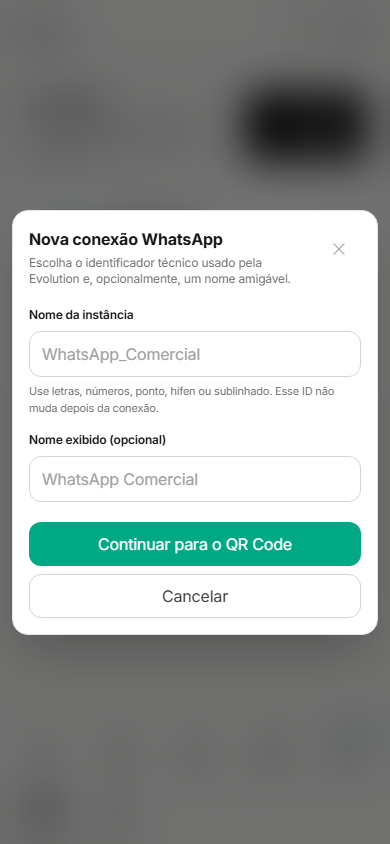 Nova conexão WhatsApp
Escolha o identificador técnico usado pela
Evolution e, opcionalmente, um nome amigável.
Nome da instância
WhatsApp_Comercial
Use letras, números, ponto, hífen ou sublinhado. Esse ID não
muda depois da conexão.
Nome exibido (opcional)
WhatsApp Comercial
Continuar para o QR Code
Cancelar